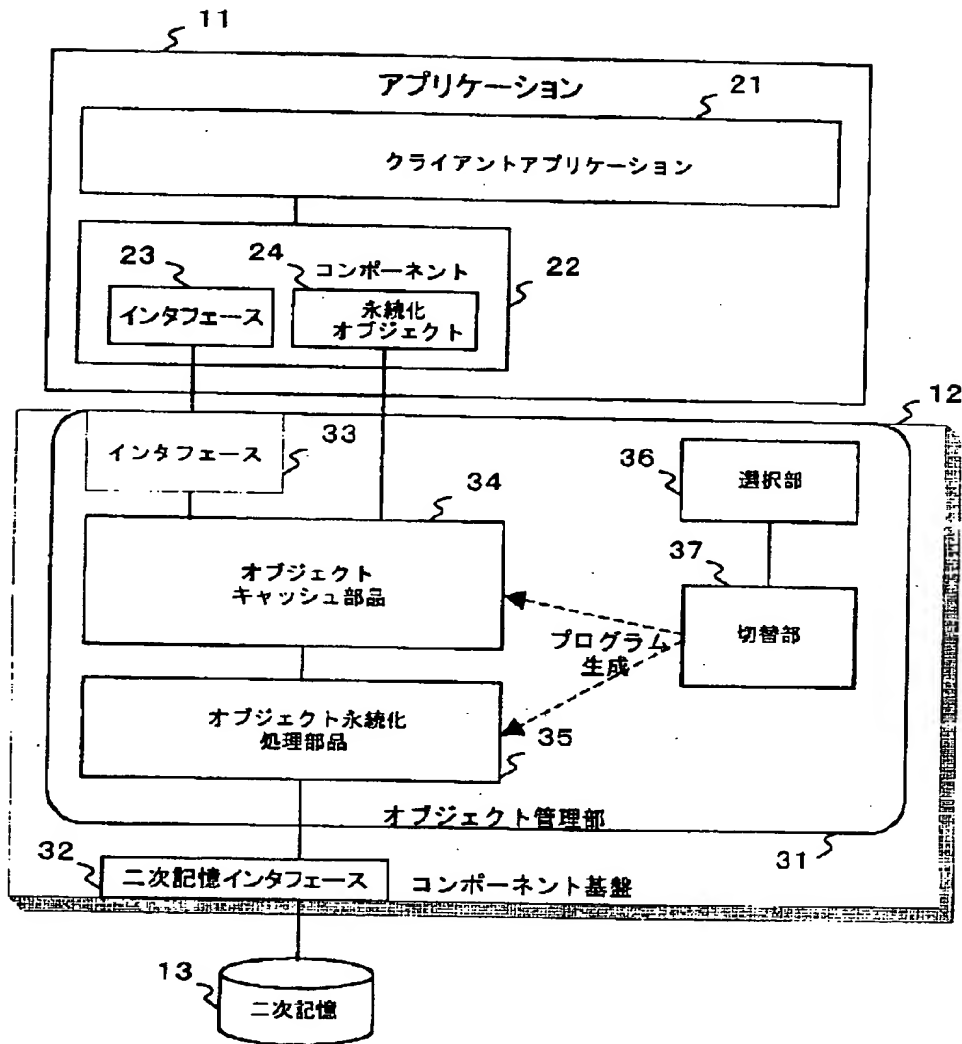 11
アプリケーション
21
クライアントアプリケーション
23
24
コンポーネント
22
インタフェース
永続化
オブジェクト
12
インタフェース
33
36
選択部
34
オブジェクト
キャッシュ部品
37
切替部
プログラム
生成
オブジェクト永続化
処理部品
35
オブジェクト管理部
31
32
二次記憶インタフェース
コンポーネント基盤
13
二次記憶